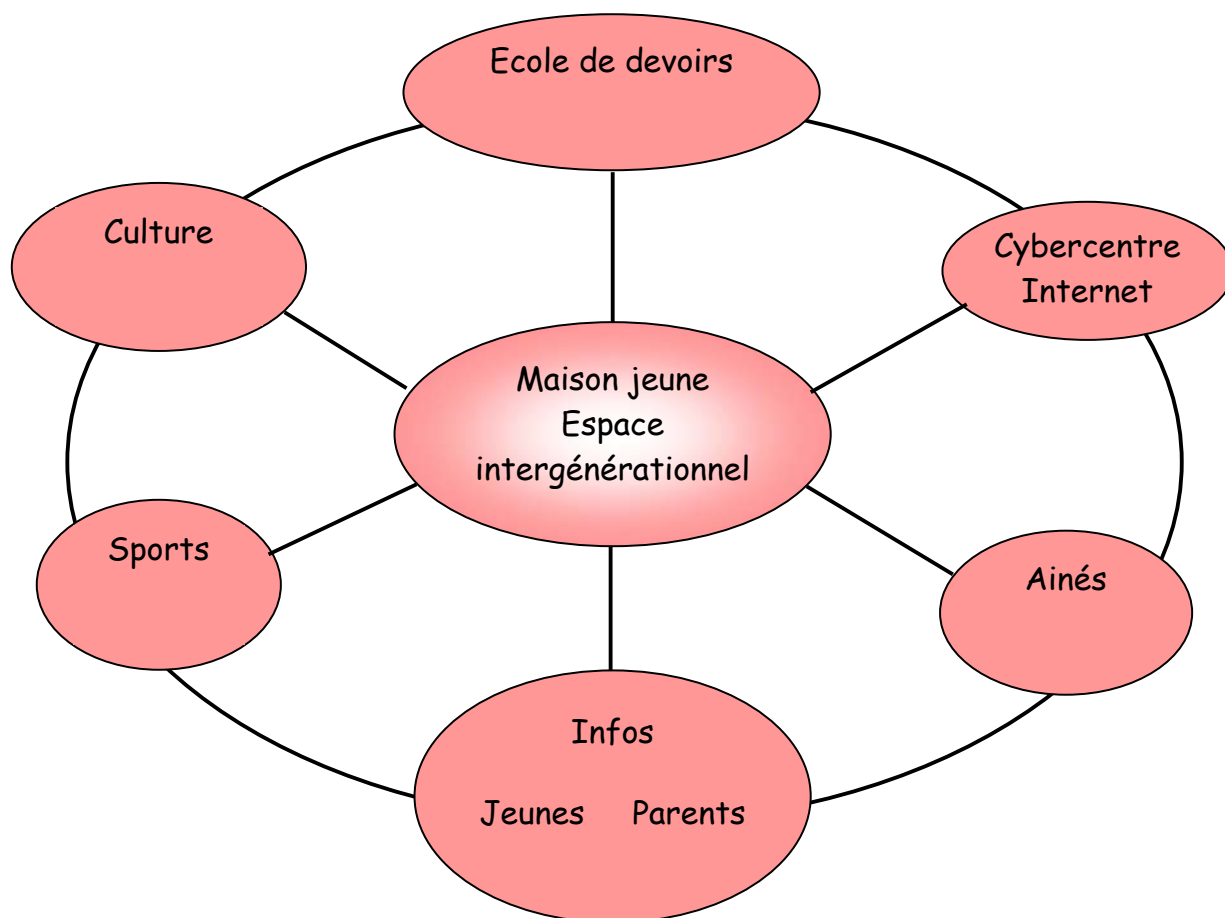 Ecole de devoirs
Culture
Cybercentre
Internet
Maison jeune
Espace
intergénérationnel
Sports
Ainés
Infos
Jeunes Parents